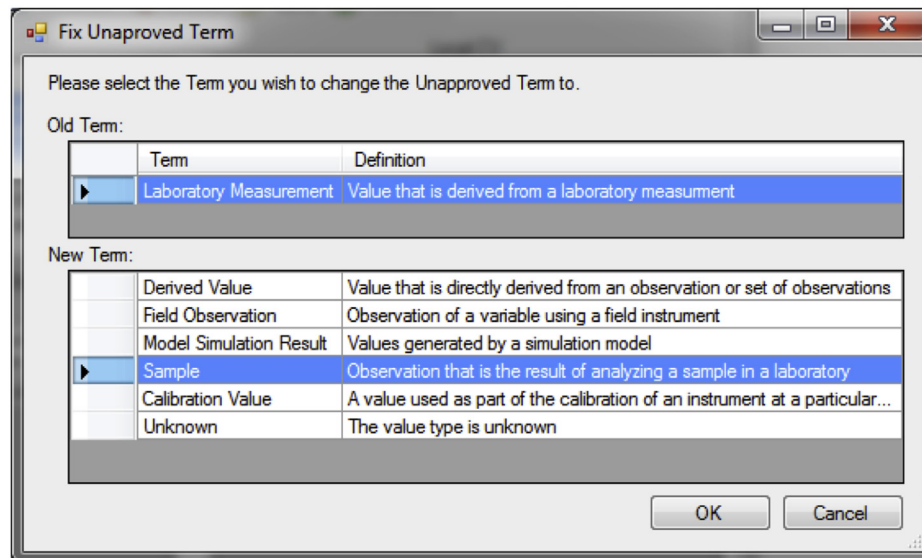 Fix Unaproved Term
Please select the Term you wish to change the Unapproved Term to.
Old Term:
Term Definition
Laboratory Measurement Value that is derived from a laboratory measurment
New Term:
Derived Value Value that is directly derived from an observation or set of observations
Field Observation Observation of a variable using a field instrument
Model Simulation Result Values generated by a simulation model
Sample Observation that is the result of analyzing a sample in a laboratory
Calibration Value A value used as part of the calibration of an instrument at a particular...
Unknown The value type is unknown
OK Cancel